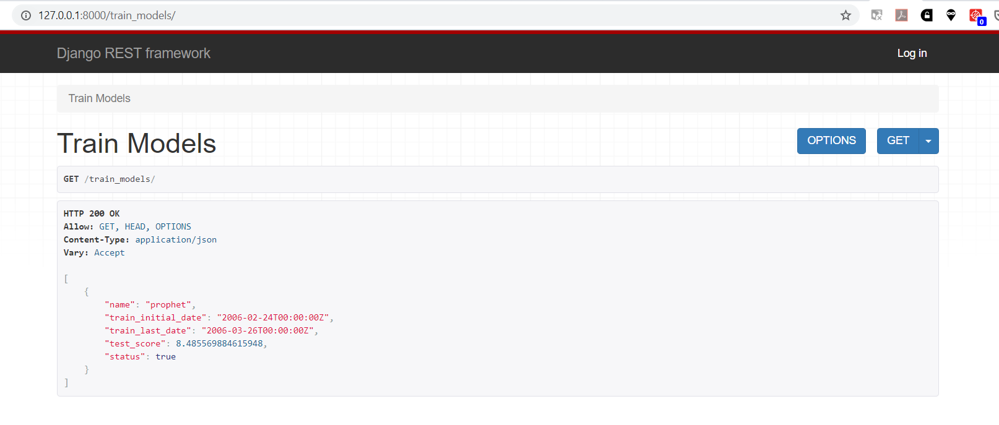 127.0.0.1:8000/train_models/
0
Django REST framework
Log in
Train Models
Train Models
OPTIONS
GET
GET /train_models/
HTTP 200 OK
Allow: GET, HEAD, OPTIONS
Content-Type: application/json
Vary: Accept
[
{
"name": "prophet",
"train_initial_date": "2006-02-24T00:00:00Z",
"train_last_date": "2006-03-26T00:00:00Z",
"test_score": 8.485569884615948,
"status": true
}
]